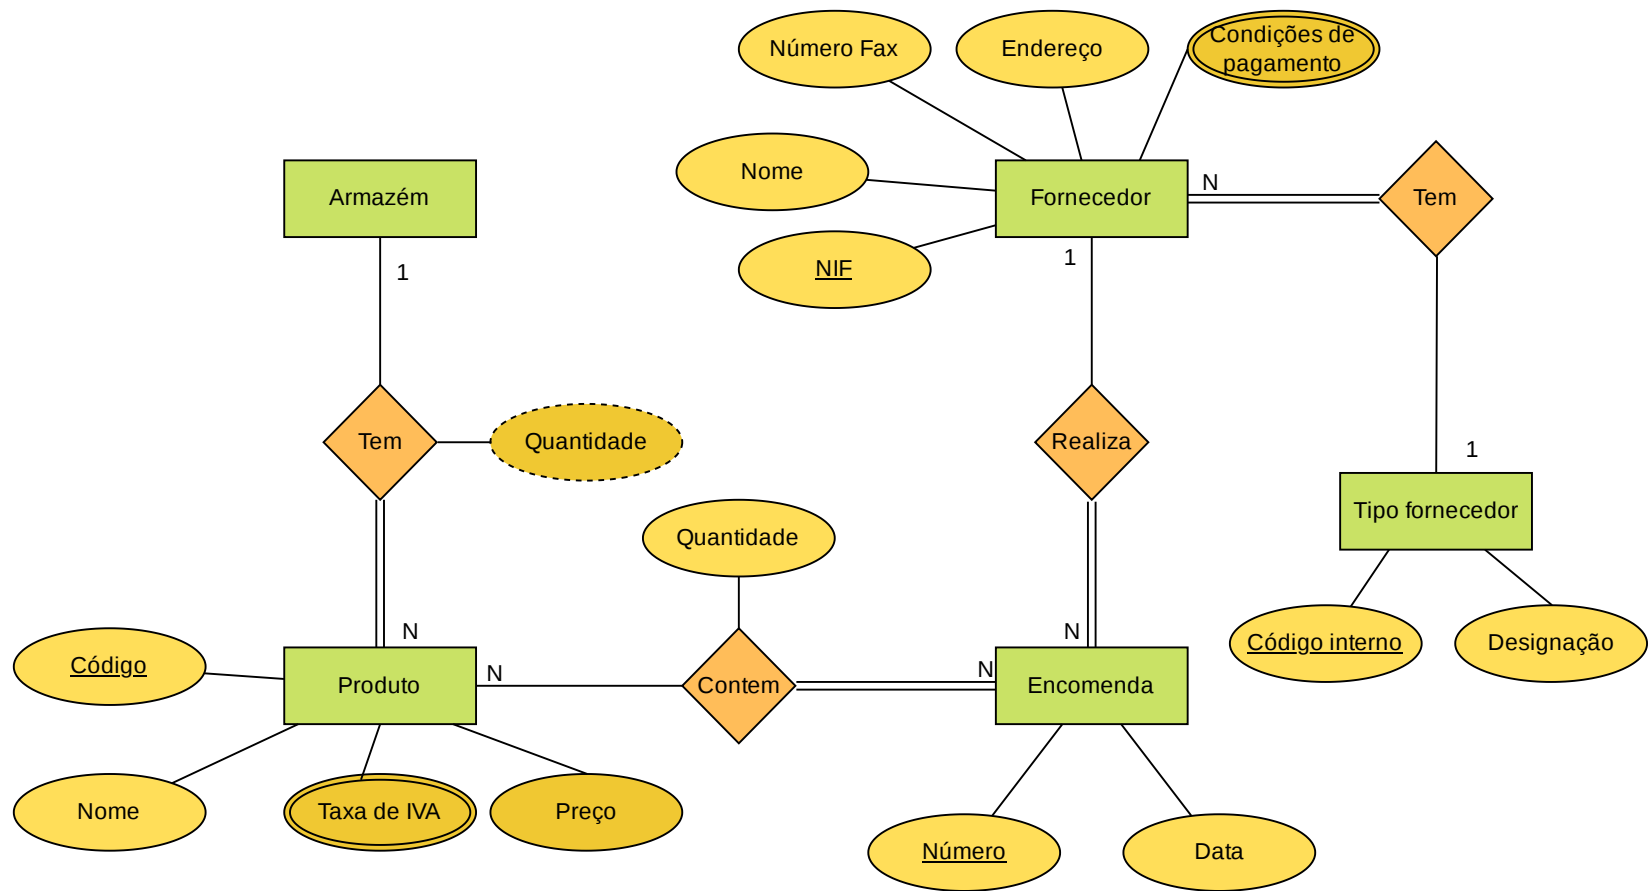 Número Fax
Endereço
Condições de
pagamento
Nome
Armazém
Fornecedor
N
Tem
NIF
1
1
Tem
Quantidade
Realiza
1
Quantidade
Tipo fornecedor
N
N
Código
Produto
N
Contem
N
Encomenda
Código interno
Designação
Nome
Taxa de IVA
Preço
Número
Data